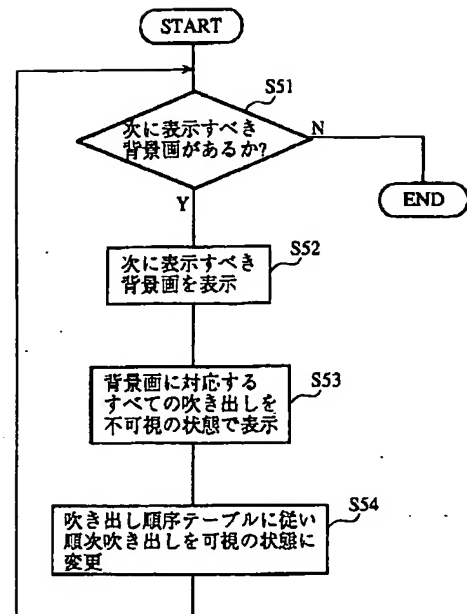 START
S51
次に表示すべき
背景画があるか?
N
Y
END
S52
次に表示すべき
背景画を表示
S53
背景画に対応する
すべての吹き出しを
不可視の状態で表示
S54
吹き出し順序テーブルに従い
順次吹き出しを可視の状態に
変更